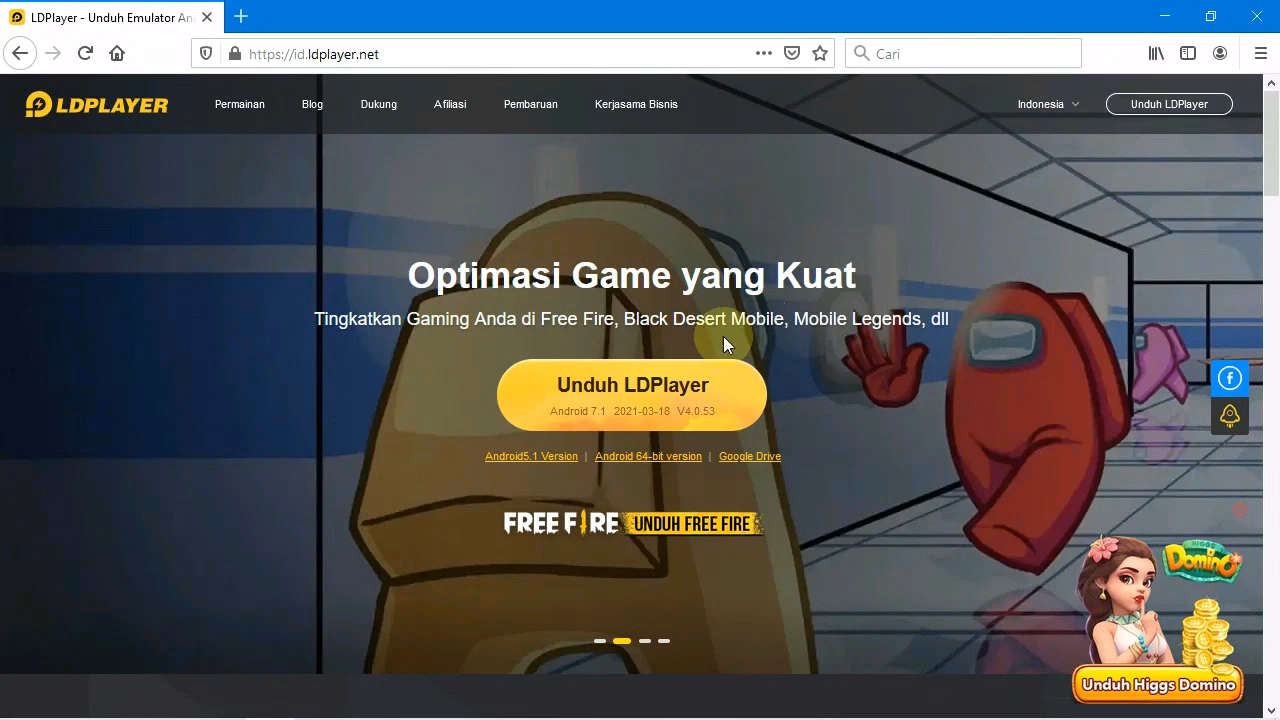 LDPlayer - Unduh Emulator An
https://id.ldplayer.net
Cari
LDPLAYER
Permainan
Blog
Dukung
Afiliasi
Pembaruan
Kerjasama Bisnis
Indonesia
Unduh LDPlayer
Optimasi Game yang Kuat
Tingkatkan Gaming Anda di Free Fire, Black Desert Mobile, Mobile Legends, dll
Unduh LDPlayer
Android 7.1 2021-03-18 V4.0.53
Android5.1 Version | Android 64-bit version | Google Drive
FREE FIRE UNDUH FREE FIRE
HIGGS
Domino
Unduh Higgs Domino